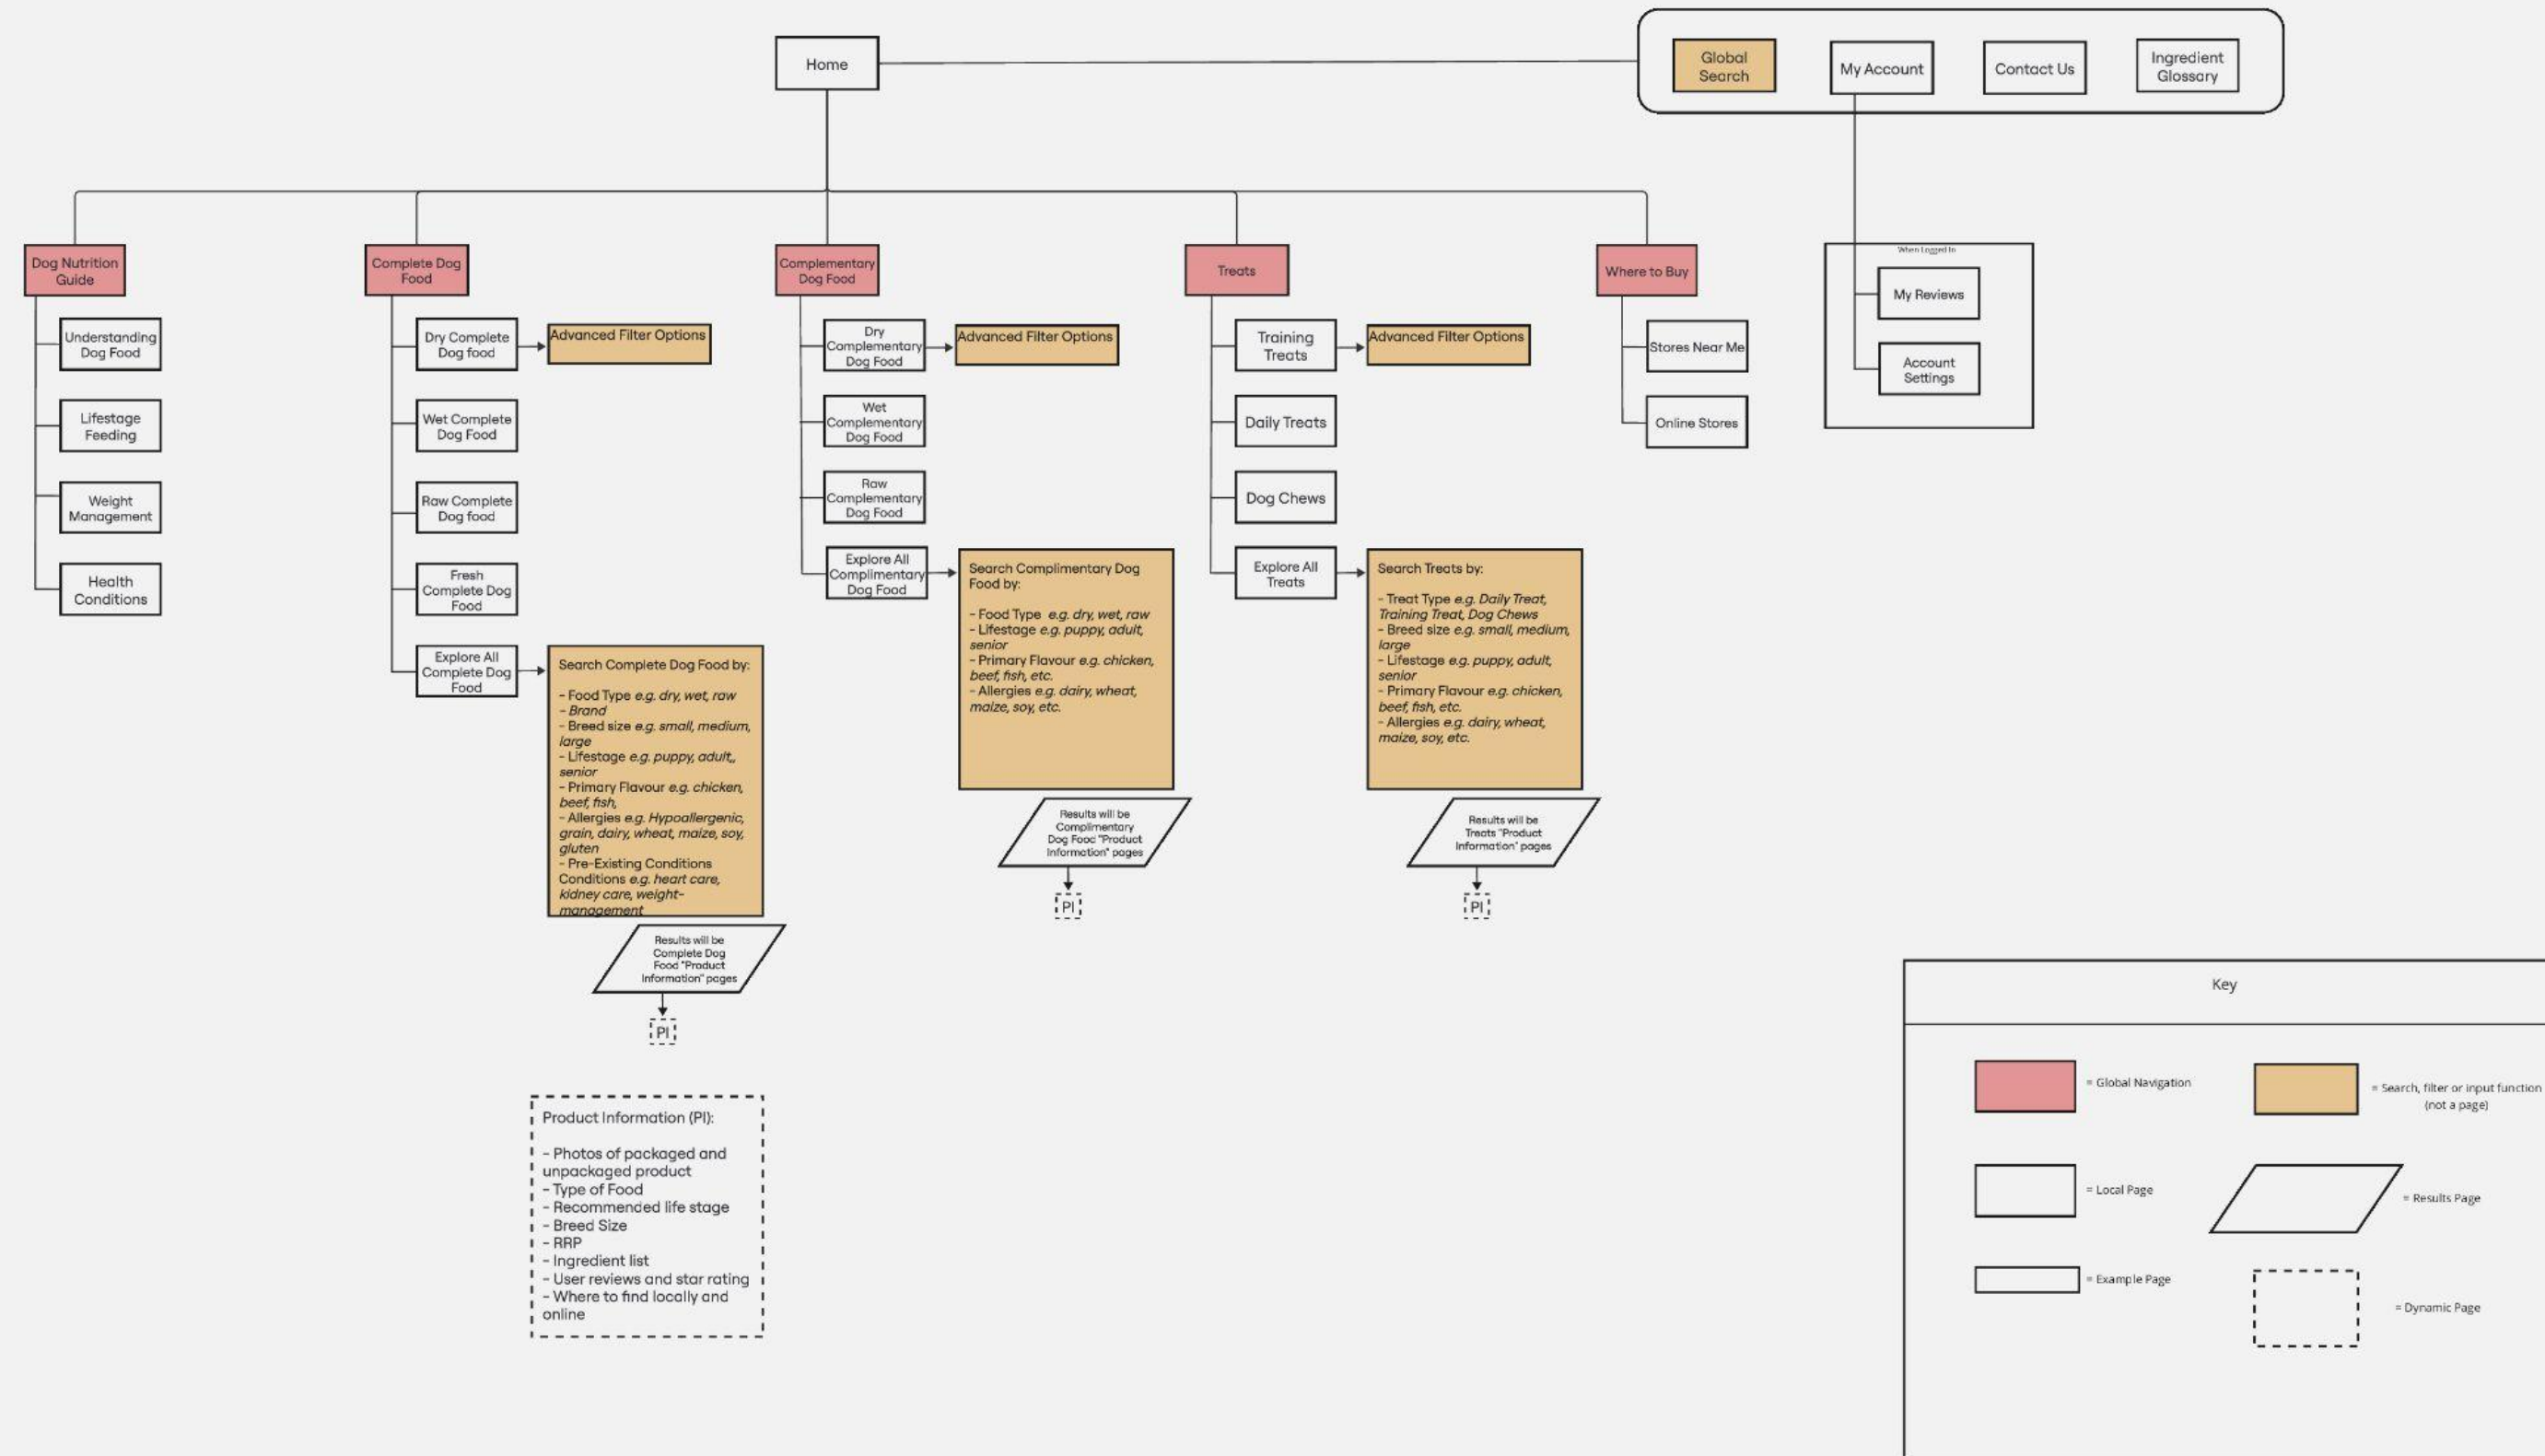 Home
Global
Search
My Account
Contact Us
Ingredient
Glossary
Dog Nutrition
Guide
Understanding
Dog Food
Lifestage
Feeding
Weight
Management
Health
Conditions
Complete Dog
Food
Dry Complete
Dog food
Advanced Filter Options
Wet Complete
Dog Food
Raw Complete
Dog food
Fresh
Complete Dog
Food
Explore All
Complete Dog
Food
Search Complete Dog Food by:
- Food Type e.g. dry, wet, raw
- Brand
- Breed size e.g. small, medium,
large
- Lifestage e.g. puppy, adult,,
senior
- Primary Flavour e.g. chicken,
beef, fish,
- Allergies e.g. Hypoallergenic,
grain, dairy, wheat, maize, soy,
gluten
- Pre-Existing Conditions
Conditions e.g. heart care,
kidney care, weight-
management
Results will be
Complete Dog
Food "Product
Information" pages
PI
Product Information (PI):
- Photos of packaged and
unpackaged product
- Type of Food
- Recommended life stage
- Breed Size
- RRP
- Ingredient list
- User reviews and star rating
- Where to find locally and
online
Complementary
Dog Food
Dry
Complementary
Dog Food
Advanced Filter Options
Wet
Complementary
Dog Food
Raw
Complementary
Dog Food
Explore All
Complimentary
Dog Food
Search Complimentary Dog
Food by:
- Food Type e.g. dry, wet, raw
- Lifestage e.g. puppy, adult,
senior
- Primary Flavour e.g. chicken,
beef, fish, etc.
- Allergies e.g. dairy, wheat,
maize, soy, etc.
Results will be
Complimentary
Dog Food "Product
Information" pages
PI
Treats
Training
Treats
Advanced Filter Options
Daily Treats
Dog Chews
Explore All
Treats
Search Treats by:
- Treat Type e.g. Daily Treat,
Training Treat, Dog Chews
- Breed size e.g. small, medium,
large
- Lifestage e.g. puppy, adult,
senior
- Primary Flavour e.g. chicken,
beef, fish, etc.
- Allergies e.g. dairy, wheat,
maize, soy, etc.
Results will be
Treats "Product
Information" pages
PI
Where to Buy
Stores Near Me
Online Stores
When Logged In
My Reviews
Account
Settings
Key
= Global Navigation
= Search, filter or input function
(not a page)
= Local Page
= Results Page
= Example Page
= Dynamic Page